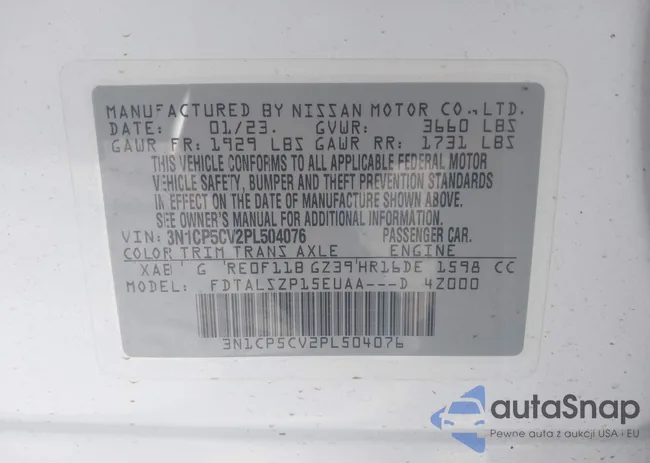 MANUFACTURED BY NISSAN MOTOR CO., LTD.
DATE: 01/23. GVWR: 3660 LBS
GAWR FR: 1929 LBS GAWR RR: 1731 LBS
THIS VEHICLE CONFORMS TO ALL APPLICABLE FEDERAL MOTOR
VEHICLE SAFETY, BUMPER AND THEFT PREVENTION STANDARDS
IN EFFECT ON THE DATE OF MANUFACTURE SHOWN ABOVE.
SEE OWNER'S MANUAL FOR ADDITIONAL INFORMATION.
VIN: 3N1CP5CV2PL504076 PASSENGER CAR.
COLOR TRIM TRANS AXLE ENGINE
XAB G RE0F11B GZ39 HR16DE 1598 CC
MODEL FDTALSZP15EUAA---D 4Z000
3N1CP5CV2PL504076
autaSnap
Pewne auta z aukcji USA i EU